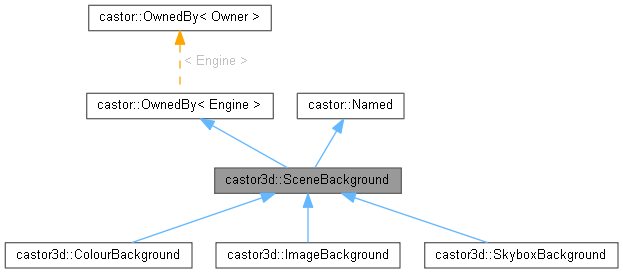 castor::OwnedBy< Owner >
< Engine >
castor::OwnedBy< Engine >
castor::Named
castor3d::SceneBackground
castor3d::ColourBackground
castor3d::ImageBackground
castor3d::SkyboxBackground